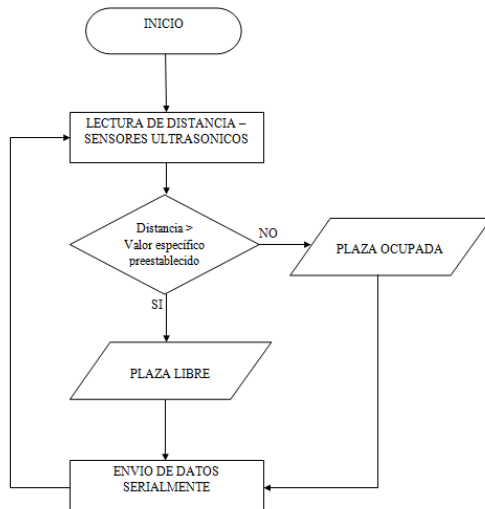 INICIO
LECTURA DE DISTANCIA –
SENSORES ULTRASONICOS
Distancia >
Valor específico
preestablecido
NO
PLAZA OCUPADA
SI
PLAZA LIBRE
ENVIO DE DATOS
SERIALMENTE